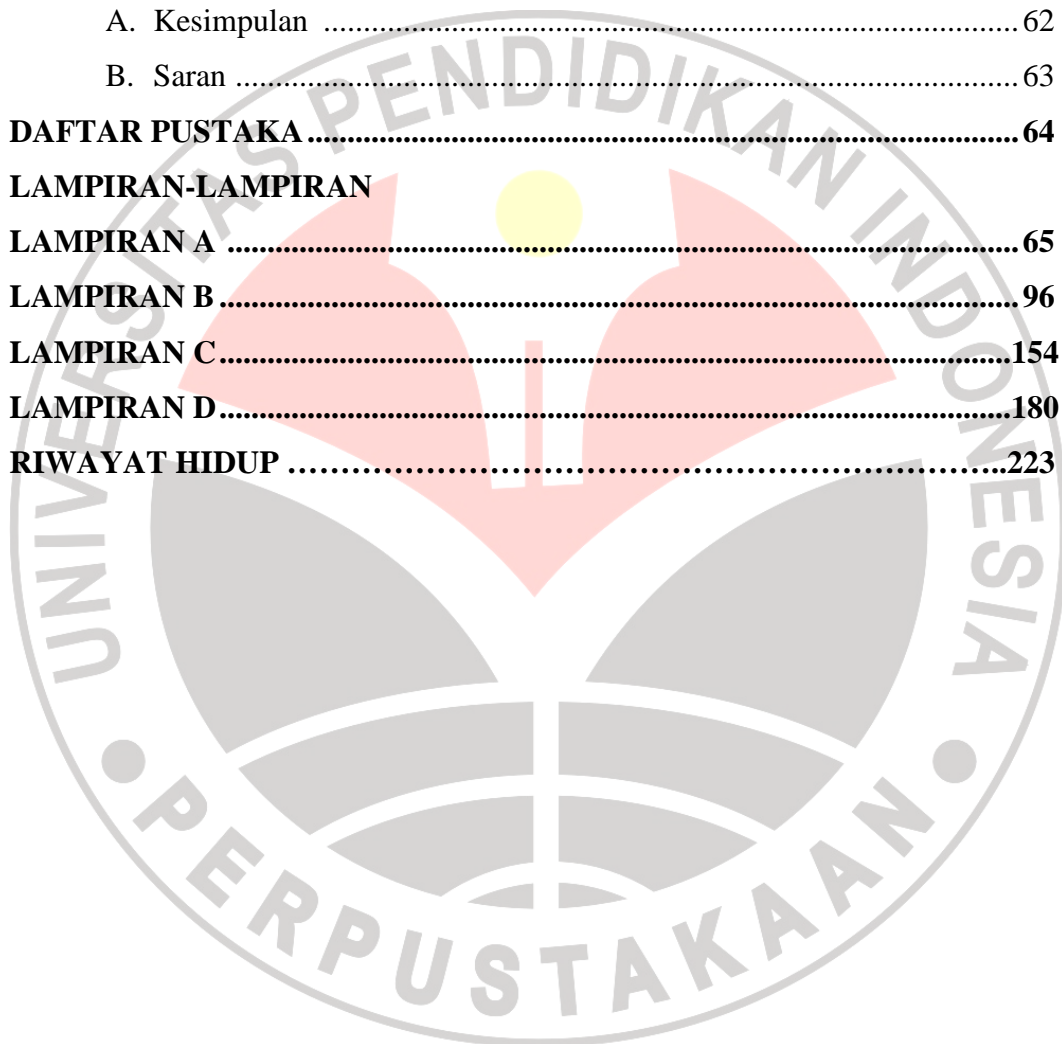 A. Kesimpulan ........................................................................................ 62
B. Saran ................................................................................................... 63
DAFTAR PUSTAKA ......................................................................................... 64
LAMPIRAN-LAMPIRAN
LAMPIRAN A .................................................................................................... 65
LAMPIRAN B ..................................................................................................... 96
LAMPIRAN C ....................................................................................................154
LAMPIRAN D ....................................................................................................180
RIWAYAT HIDUP ………………………………………………………………..223
UNIVERSITAS PENDIDIKAN INDONESIA
PERPUSTAKAAN